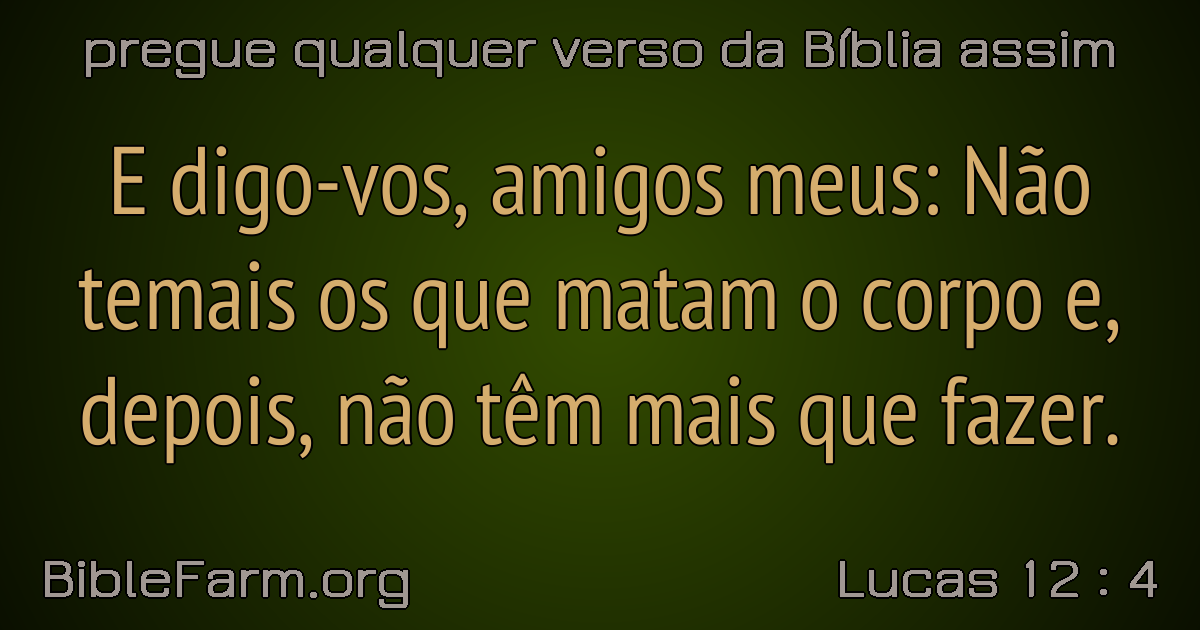 pregue qualquer verso da Bíblia assim
E digo-vos, amigos meus: Não
temais os que matam o corpo e,
depois, não têm mais que fazer.
BibleFarm.org
Lucas 12 : 4